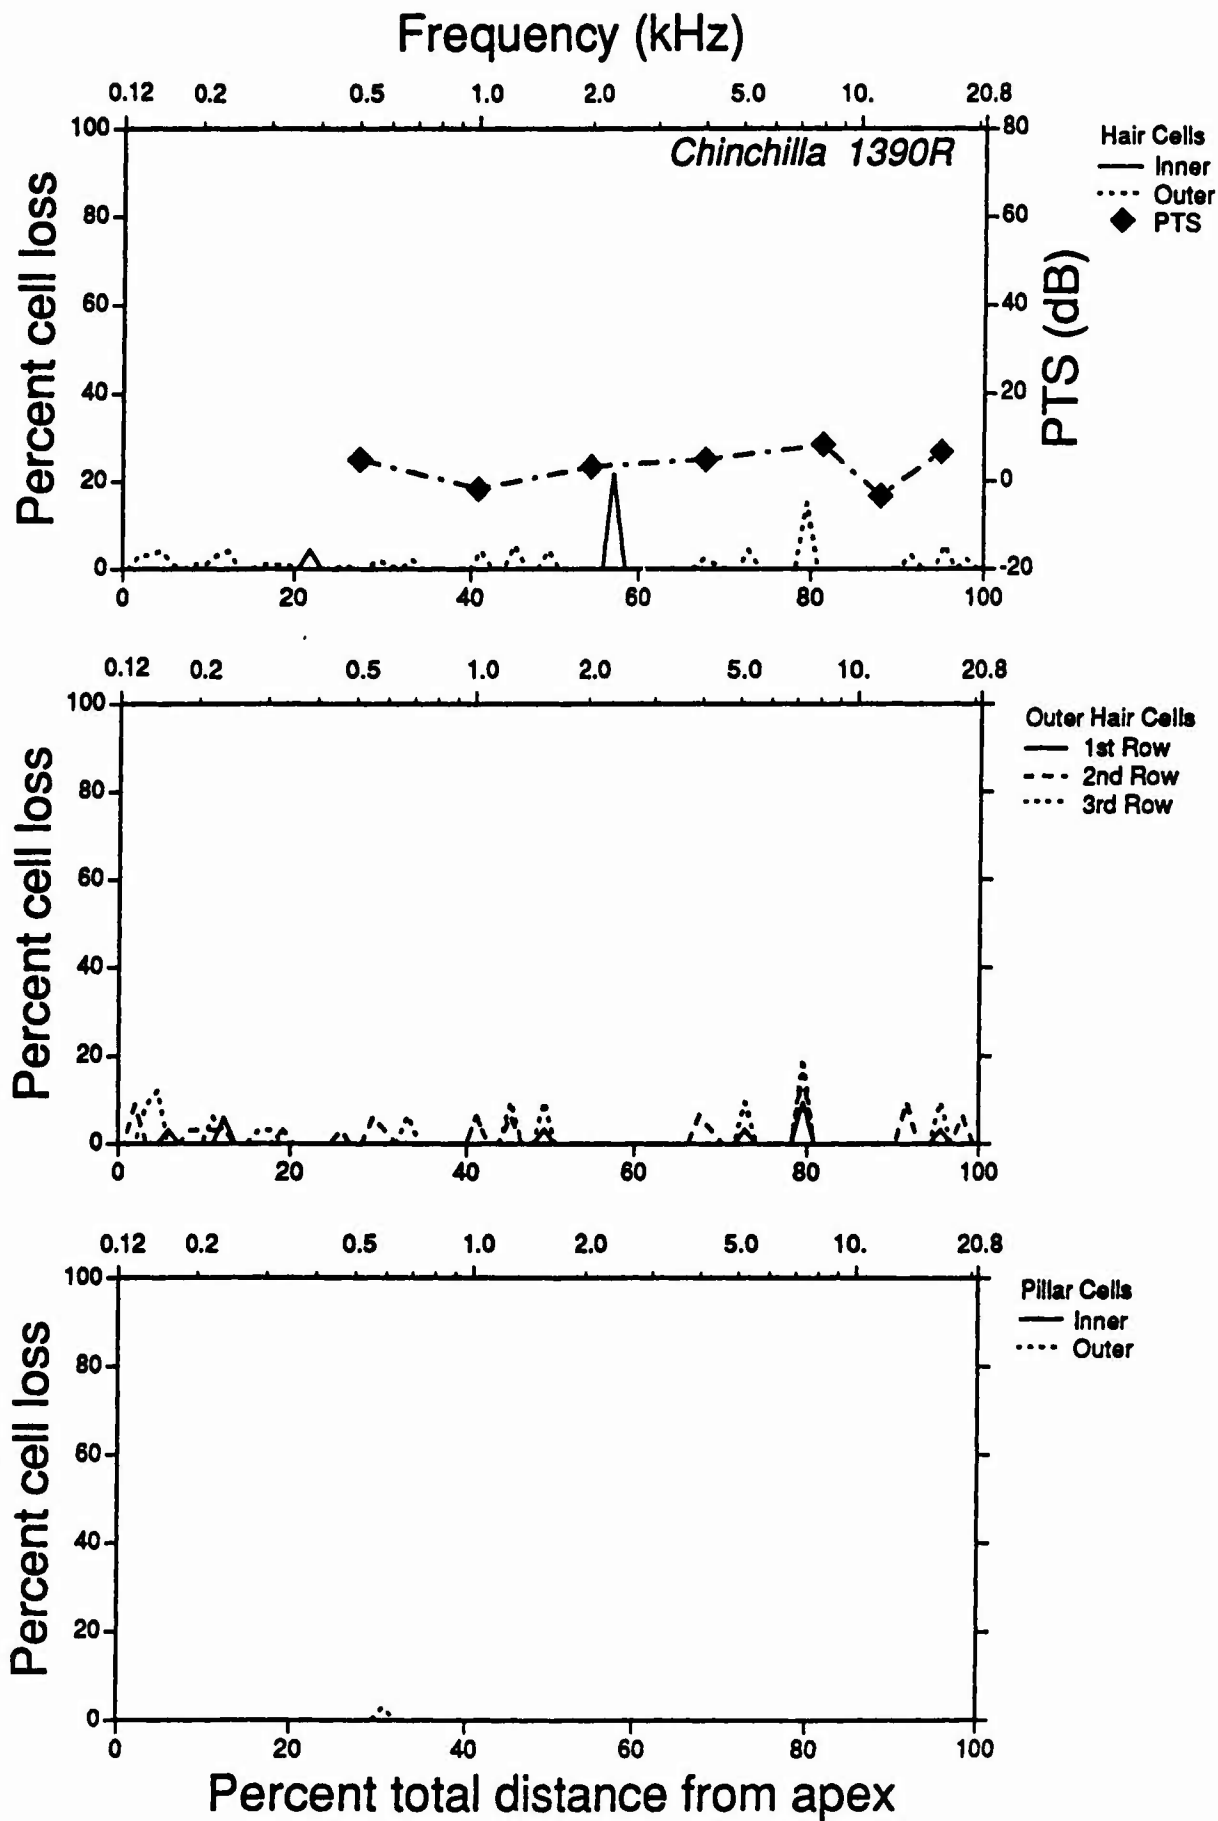 Frequency (kHz)
0.12 0.2 0.5 1.0 2.0 5.0 10. 20.8
Chinchilla 1390R
Hair Cells
Inner
Outer
PTS
Percent cell loss
100
80
60
40
20
0
PTS (dB)
80
60
40
20
0
-20
0 20 40 60 80 100
0.12 0.2 0.5 1.0 2.0 5.0 10. 20.8
Outer Hair Cells
1st Row
2nd Row
3rd Row
Percent cell loss
100
80
60
40
20
0
0 20 40 60 80 100
0.12 0.2 0.5 1.0 2.0 5.0 10. 20.8
Pillar Cells
Inner
Outer
Percent cell loss
100
80
60
40
20
0
0 20 40 60 80 100
Percent total distance from apex